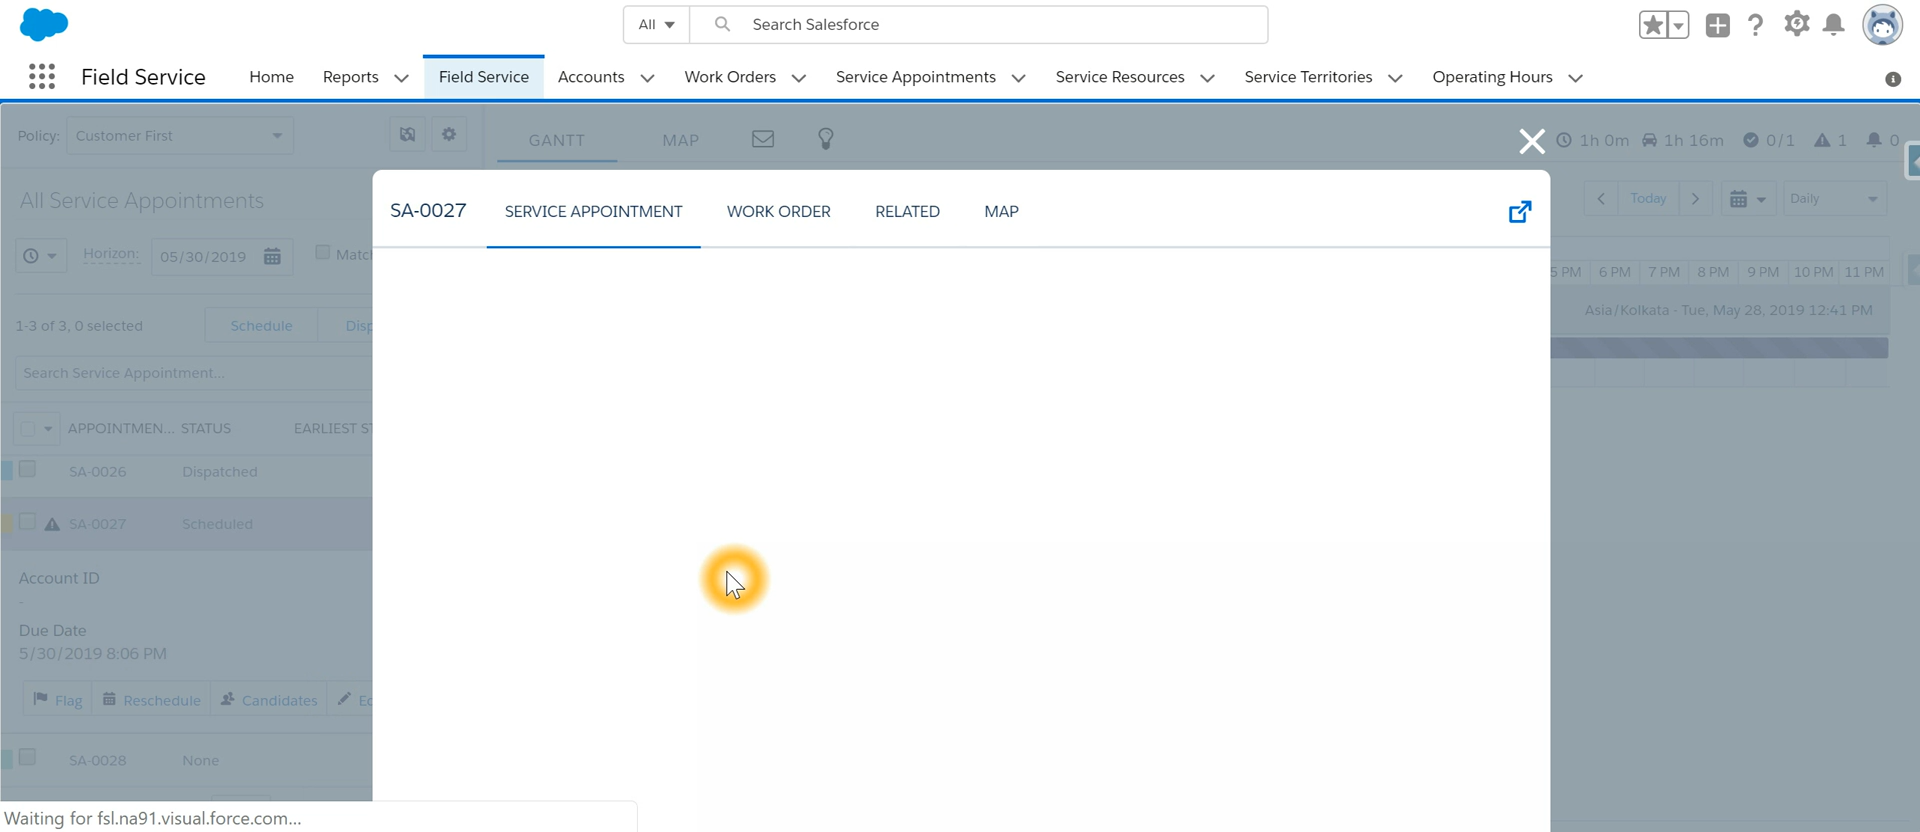 All
Search Salesforce
Field Service
Home
Reports
Field Service
Accounts
Work Orders
Service Appointments
Service Resources
Service Territories
Operating Hours
Policy:
Customer First
GANTT
MAP
1h 0m
1h 16m
0/1
1
0
All Service Appointments
SA-0027
SERVICE APPOINTMENT
WORK ORDER
RELATED
MAP
Today
Daily
Horizon:
05/30/2019
Match
5 PM
6 PM
7 PM
8 PM
9 PM
10 PM
11 PM
Asia/Kolkata - Tue, May 28, 2019 12:41 PM
1-3 of 3, 0 selected
Schedule
Disp
Search Service Appointment...
APPOINTMEN...
STATUS
EARLIEST ST
SA-0026
Dispatched
SA-0027
Scheduled
Account ID
-
Due Date
5/30/2019 8:06 PM
Flag
Reschedule
Candidates
Ed
SA-0028
None
Waiting for fsl.na91.visual.force.com...